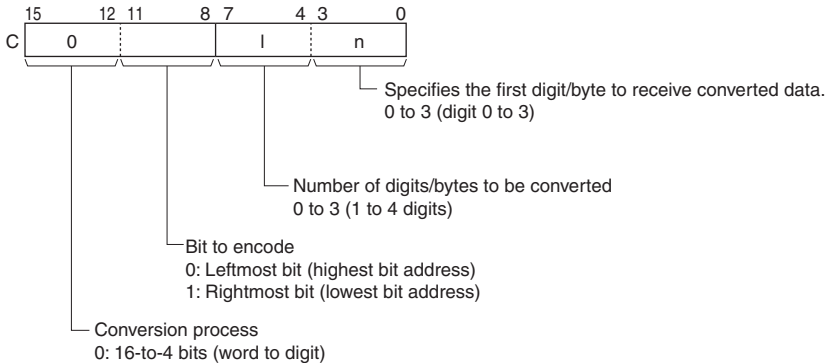 15 12 11 8 7 4 3 0
C 0 l n
Specifies the first digit/byte to receive converted data.
0 to 3 (digit 0 to 3)
Number of digits/bytes to be converted
0 to 3 (1 to 4 digits)
Bit to encode
0: Leftmost bit (highest bit address)
1: Rightmost bit (lowest bit address)
Conversion process
0: 16-to-4 bits (word to digit)